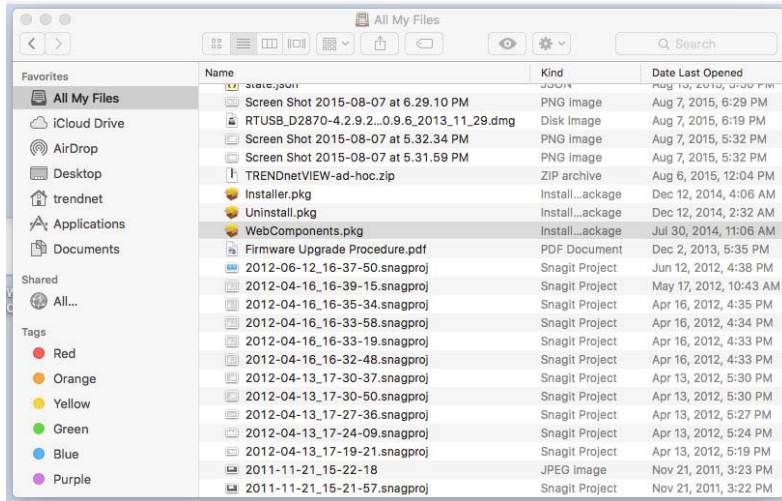 All My Files
Search
Favorites
All My Files
iCloud Drive
AirDrop
Desktop
trendnet
Applications
Documents
Shared
All...
Tags
Red
Orange
Yellow
Green
Blue
Purple
Name Kind Date Last Opened
state.json JSON Aug 13, 2015, 3:50 PM
Screen Shot 2015-08-07 at 6.29.10 PM PNG image Aug 7, 2015, 6:29 PM
RTUSB_D2870-4.2.9.2...0.9.6_2013_11_29.dmg Disk Image Aug 7, 2015, 6:19 PM
Screen Shot 2015-08-07 at 5.32.34 PM PNG image Aug 7, 2015, 5:32 PM
Screen Shot 2015-08-07 at 5.31.59 PM PNG image Aug 7, 2015, 5:32 PM
TRENDnetVIEW-ad-hoc.zip ZIP archive Aug 6, 2015, 12:04 PM
Installer.pkg Install...ackage Dec 12, 2014, 4:06 AM
Uninstall.pkg Install...ackage Dec 12, 2014, 2:32 AM
WebComponents.pkg Install...ackage Jul 30, 2014, 11:06 AM
Firmware Upgrade Procedure.pdf PDF Document Dec 2, 2013, 5:35 PM
2012-06-12_16-37-50.snagproj Snagit Project Jun 12, 2012, 4:38 PM
2012-04-16_16-39-15.snagproj Snagit Project May 17, 2012, 10:43 AM
2012-04-16_16-35-34.snagproj Snagit Project Apr 16, 2012, 4:35 PM
2012-04-16_16-33-58.snagproj Snagit Project Apr 16, 2012, 4:34 PM
2012-04-16_16-33-19.snagproj Snagit Project Apr 16, 2012, 4:33 PM
2012-04-16_16-32-48.snagproj Snagit Project Apr 16, 2012, 4:33 PM
2012-04-13_17-30-37.snagproj Snagit Project Apr 13, 2012, 5:30 PM
2012-04-13_17-30-50.snagproj Snagit Project Apr 13, 2012, 5:30 PM
2012-04-13_17-27-36.snagproj Snagit Project Apr 13, 2012, 5:27 PM
2012-04-13_17-24-09.snagproj Snagit Project Apr 13, 2012, 5:24 PM
2012-04-13_17-19-21.snagproj Snagit Project Apr 13, 2012, 5:19 PM
2011-11-21_15-22-18 JPEG image Nov 21, 2011, 3:23 PM
2011-11-21_15-21-57.snagproj Snagit Project Nov 21, 2011, 3:22 PM